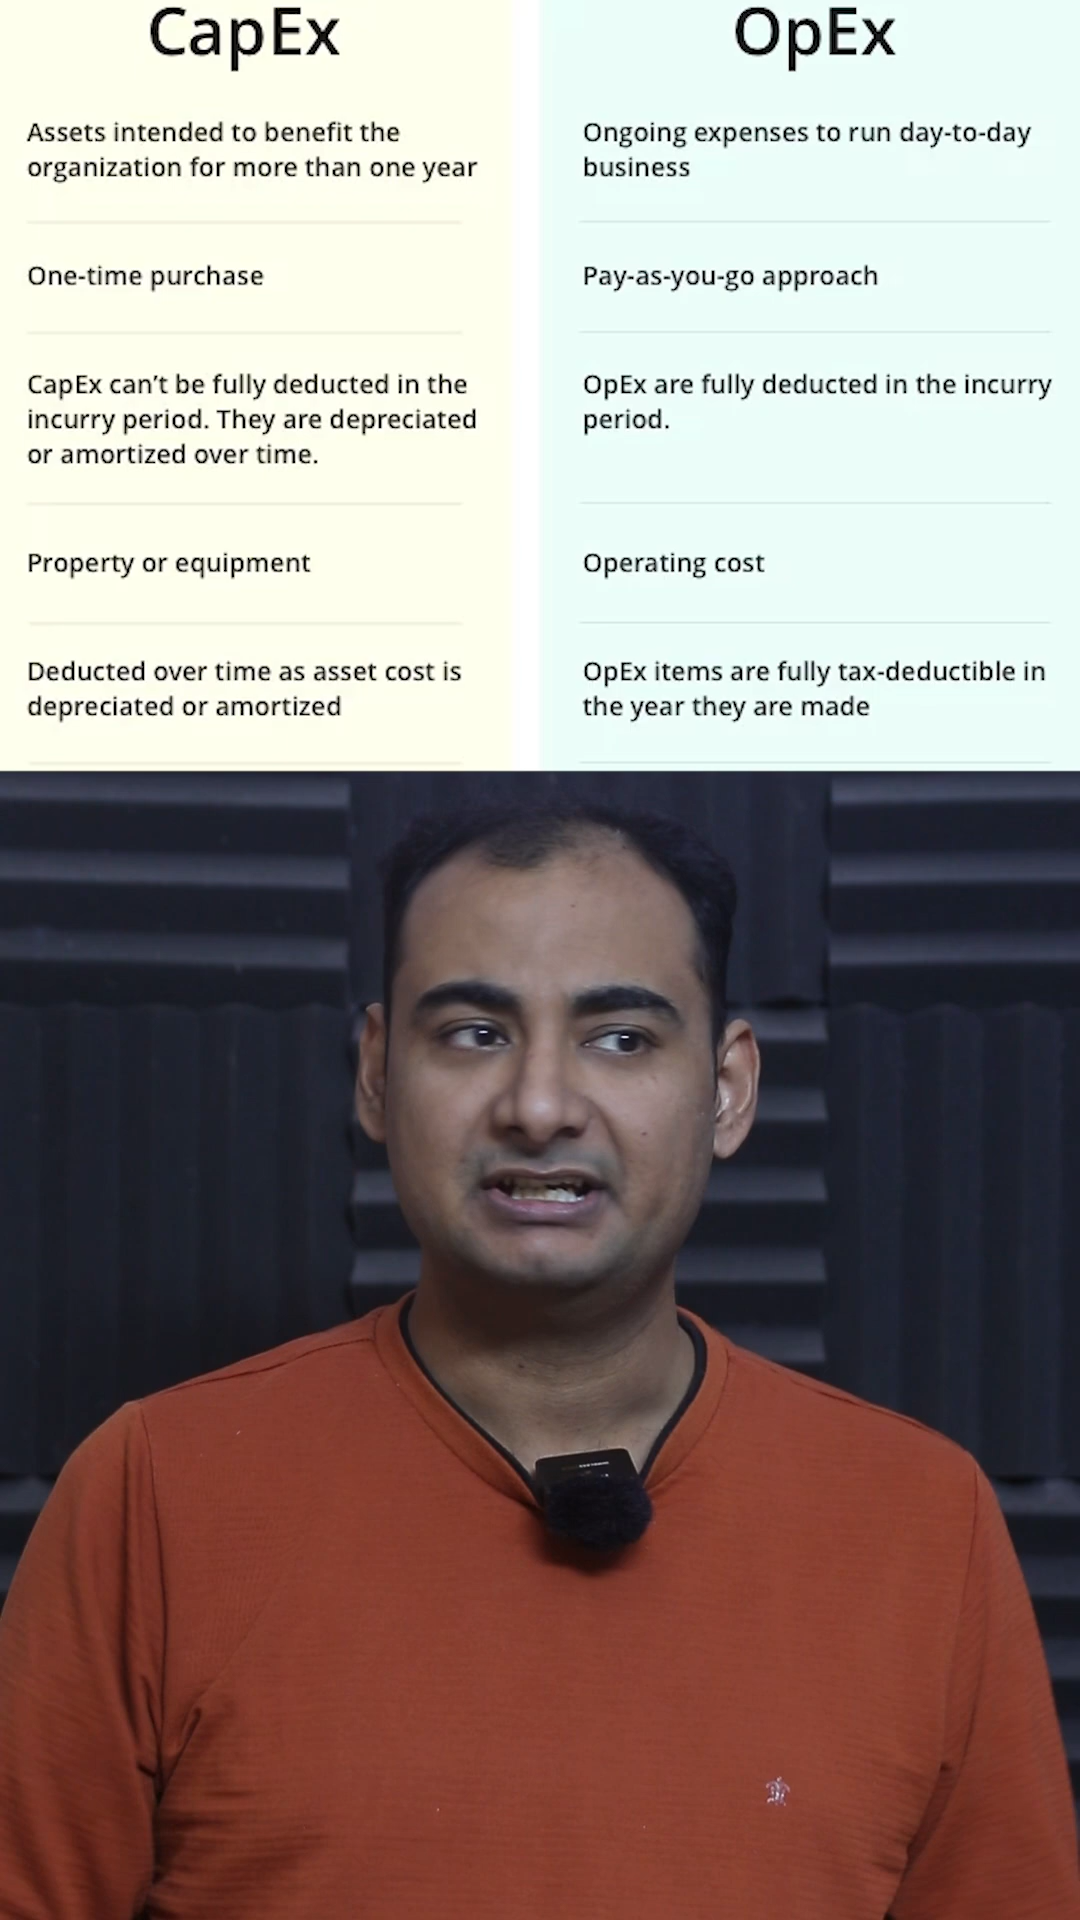 CapEx
Assets intended to benefit the
organization for more than one year
One-time purchase
CapEx can’t be fully deducted in the
incurry period. They are depreciated
or amortized over time.
Property or equipment
Deducted over time as asset cost is
depreciated or amortized
OpEx
Ongoing expenses to run day-to-day
business
Pay-as-you-go approach
OpEx are fully deducted in the incurry
period.
Operating cost
OpEx items are fully tax-deductible in
the year they are made